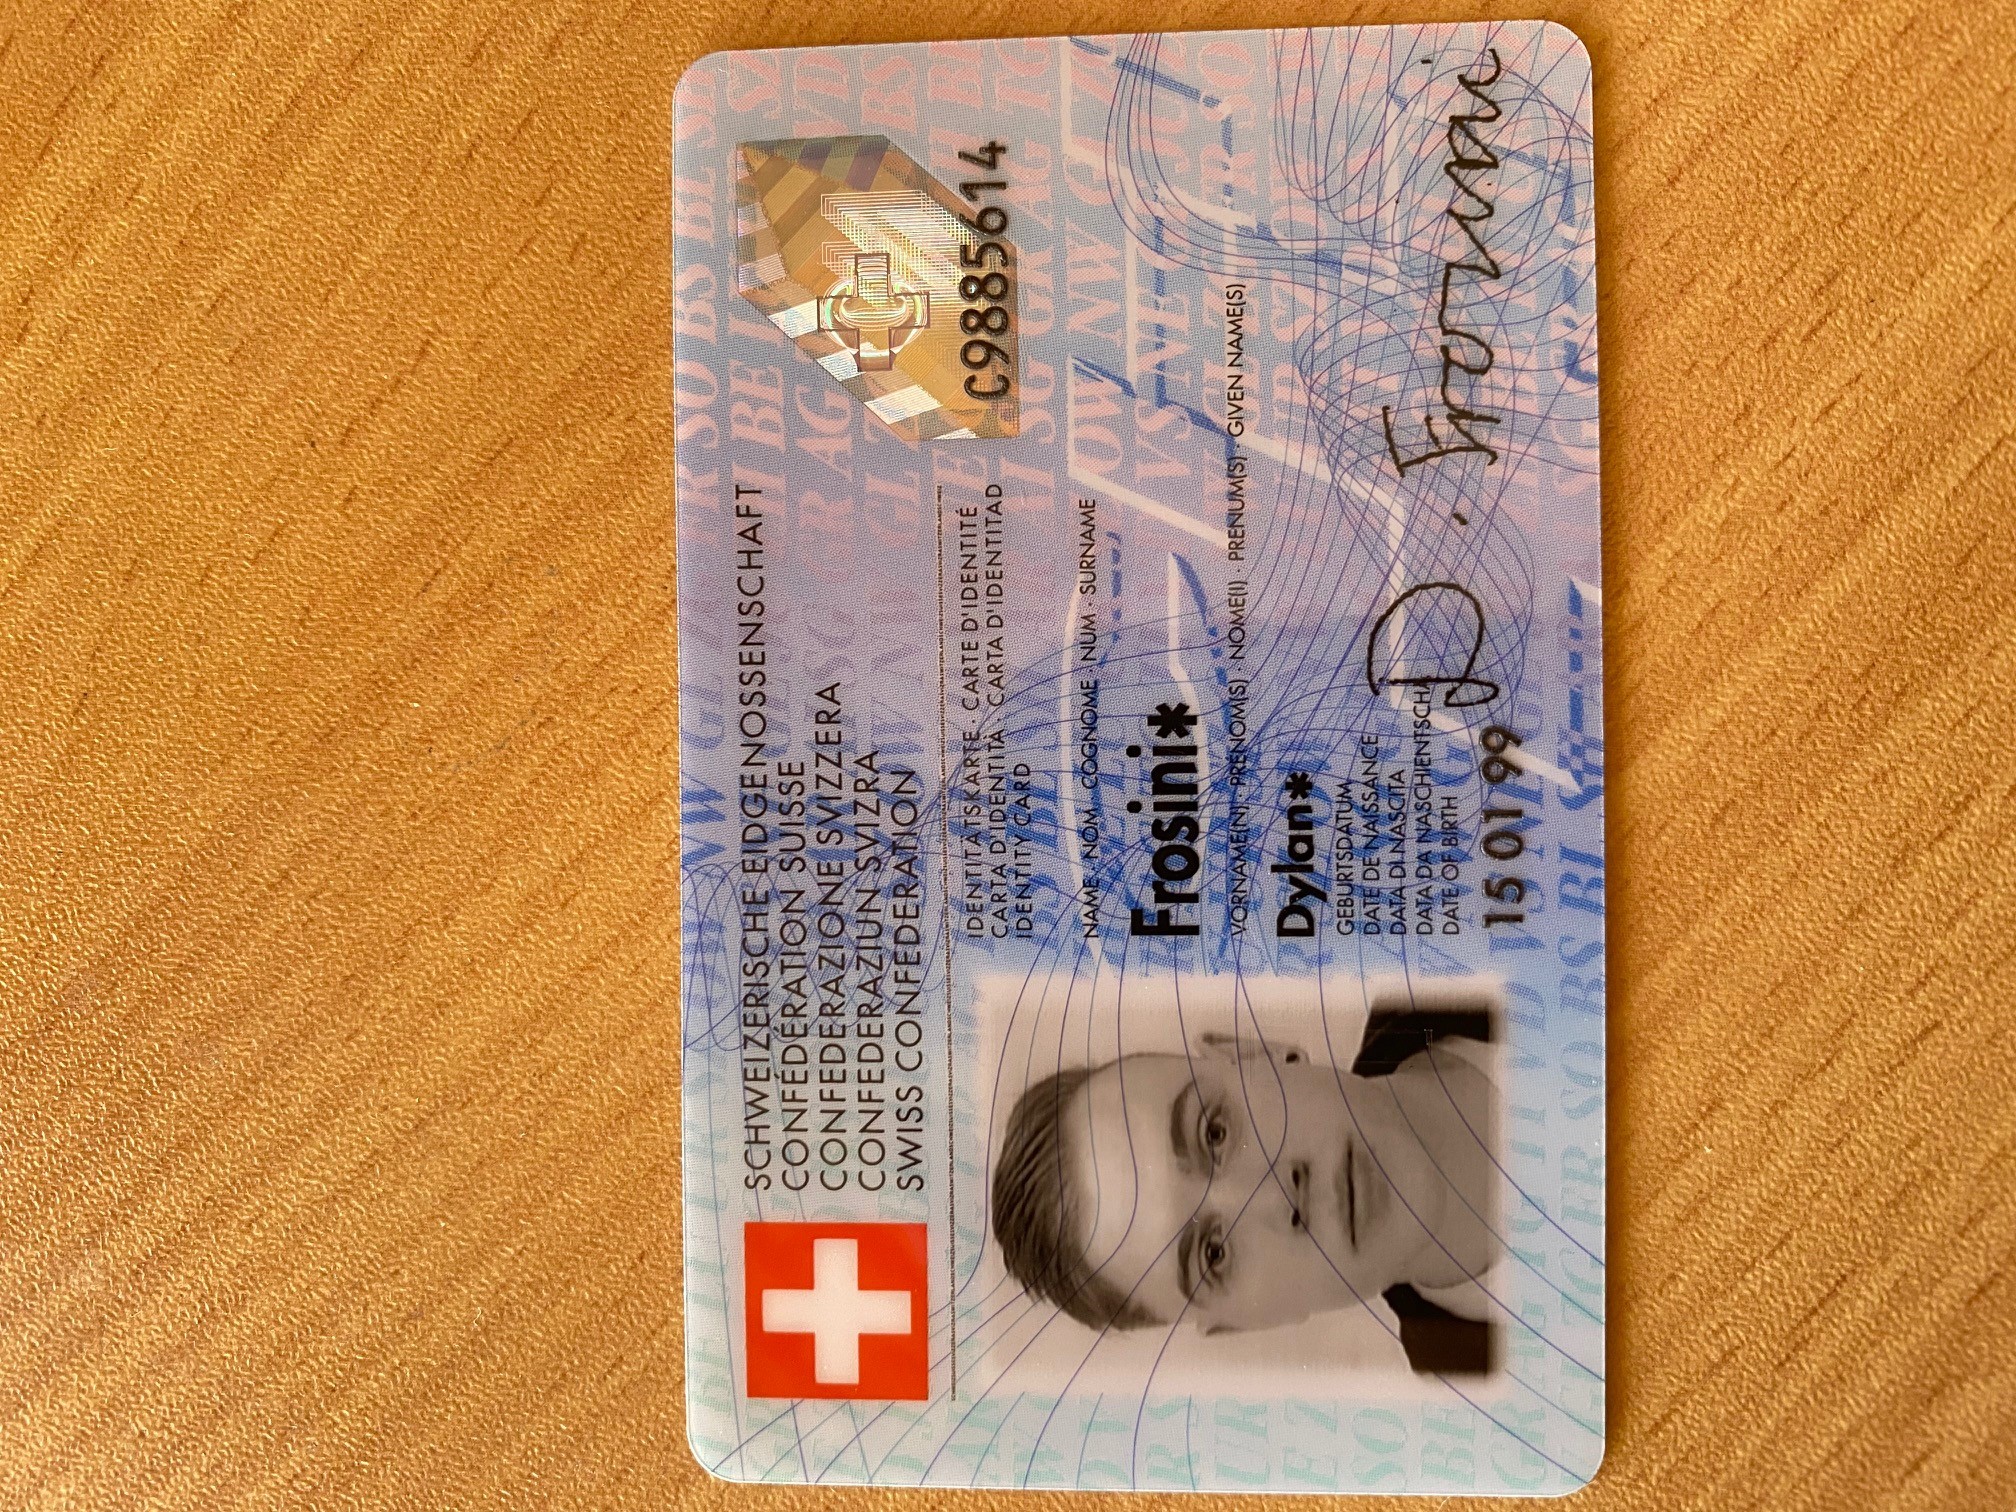 SCHWEIZERISCHE EIDGENOSSENSCHAFT
CONFÉDÉRATION SUISSE
CONFEDERAZIONE SVIZZERA
CONFEDERAZIUN SVIZRA
SWISS CONFEDERATION
IDENTITÄTSKARTE · CARTE D'IDENTITÉ
CARTA D'IDENTITÀ · CARTA D'IDENTITAD
IDENTITY CARD
C9885614
NAME · NOM · COGNOME · NUM · SURNAME
Frosini*
VORNAME(N) · PRÉNOM(S) · NOME(I) · PRENUM(S) · GIVEN NAME(S)
Dylan*
GEBURTSDATUM
DATE DE NAISSANCE
DATA DI NASCITA
DATA DA NASCHIENTSCHA
DATE OF BIRTH
15 01 99
D. Frosini